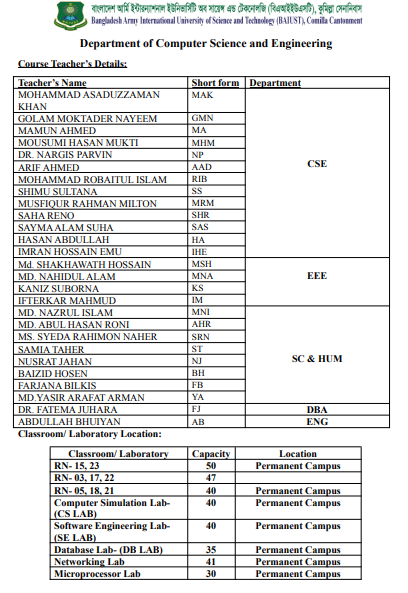 বাংলাদেশ আর্মি ইন্টারন্যাশনাল ইউনিভার্সিটি অব সায়েন্স এন্ড টেকনোলজি (বিএআইইউএসটি), কুমিল্লা সেনানিবাস
Bangladesh Army International University of Science and Technology (BAIUST), Comilla Cantonment
Department of Computer Science and Engineering
Course Teacher's Details:
Teacher's Name Short form Department
MOHAMMAD ASADUZZAMAN KHAN MAK CSE
GOLAM MOKTADER NAYEEM GMN
MAMUN AHMED MA
MOUSUMI HASAN MUKTI MHM
DR. NARGIS PARVIN NP
ARIF AHMED AAD
MOHAMMAD ROBAITUL ISLAM RIB
SHIMU SULTANA SS
MUSFIQUR RAHMAN MILTON MRM
SAHA RENO SHR
SAYMA ALAM SUHA SAS
HASAN ABDULLAH HA
IMRAN HOSSAIN EMU IHE
Md. SHAKHAWATH HOSSAIN MSH EEE
MD. NAHIDUL ALAM MNA
KANIZ SUBORNA KS
IFTERKAR MAHMUD IM
MD. NAZRUL ISLAM MNI SC & HUM
MD. ABUL HASAN RONI AHR
MS. SYEDA RAHIMON NAHER SRN
SAMIA TAHER ST
NUSRAT JAHAN NJ
BAIZID HOSEN BH
FARJANA BILKIS FB
MD.YASIR ARAFAT ARMAN YA
DR. FATEMA JUHARA FJ DBA
ABDULLAH BHUIYAN AB ENG
Classroom/ Laboratory Location:
Classroom/ Laboratory Capacity Location
RN- 15, 23 50 Permanent Campus
RN- 03, 17, 22 47
RN- 05, 18, 21 40 Permanent Campus
Computer Simulation Lab- (CS LAB) 40 Permanent Campus
Software Engineering Lab- (SE LAB) 40 Permanent Campus
Database Lab- (DB LAB) 35 Permanent Campus
Networking Lab 41 Permanent Campus
Microprocessor Lab 30 Permanent Campus